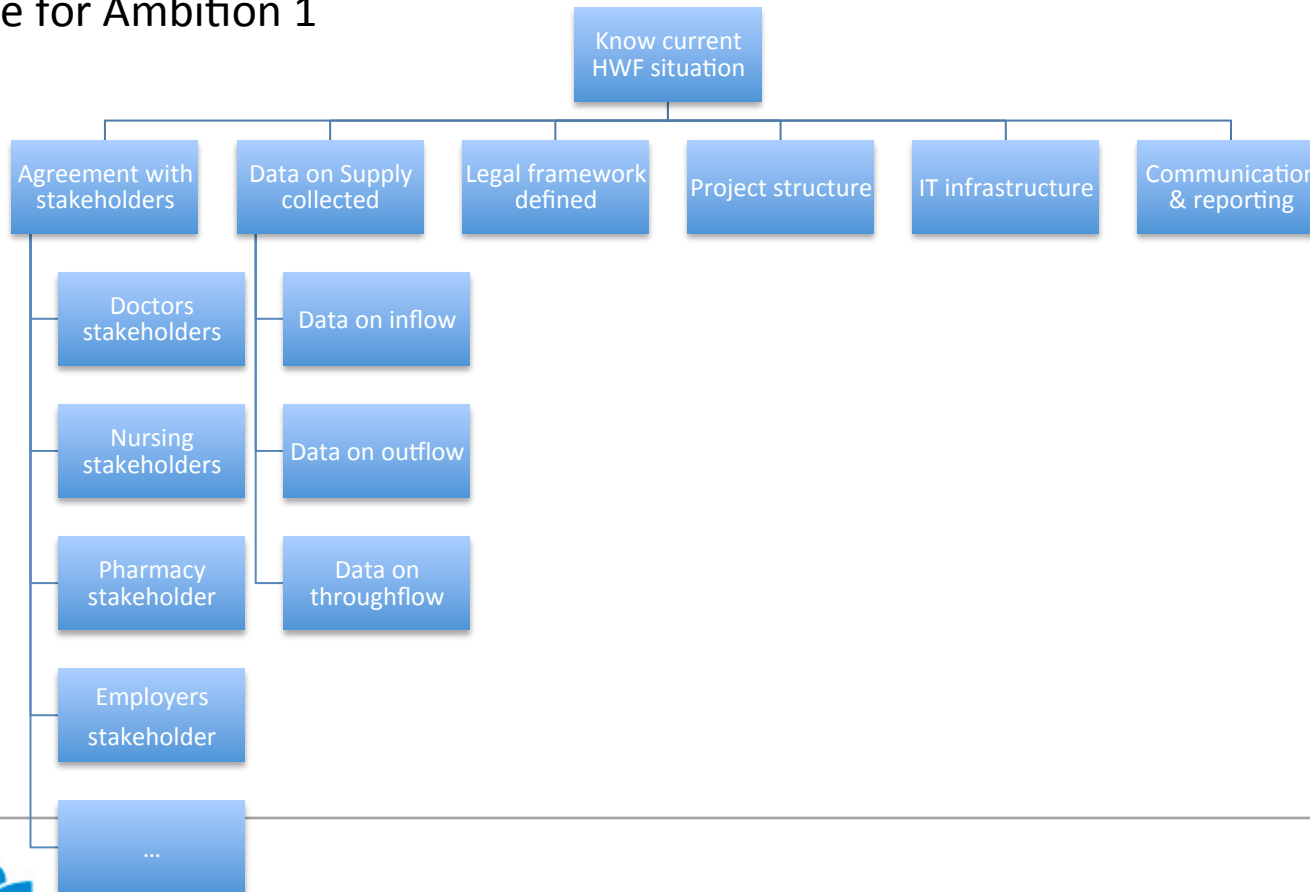 e for Ambition 1
Know current
HWF situation
Agreement with
stakeholders
Data on Supply
collected
Legal framework
defined
Project structure
IT infrastructure
Communication
& reporting
Doctors
stakeholders
Data on inflow
Nursing
stakeholders
Data on outflow
Pharmacy
stakeholder
Data on
throughflow
Employers
stakeholder
...